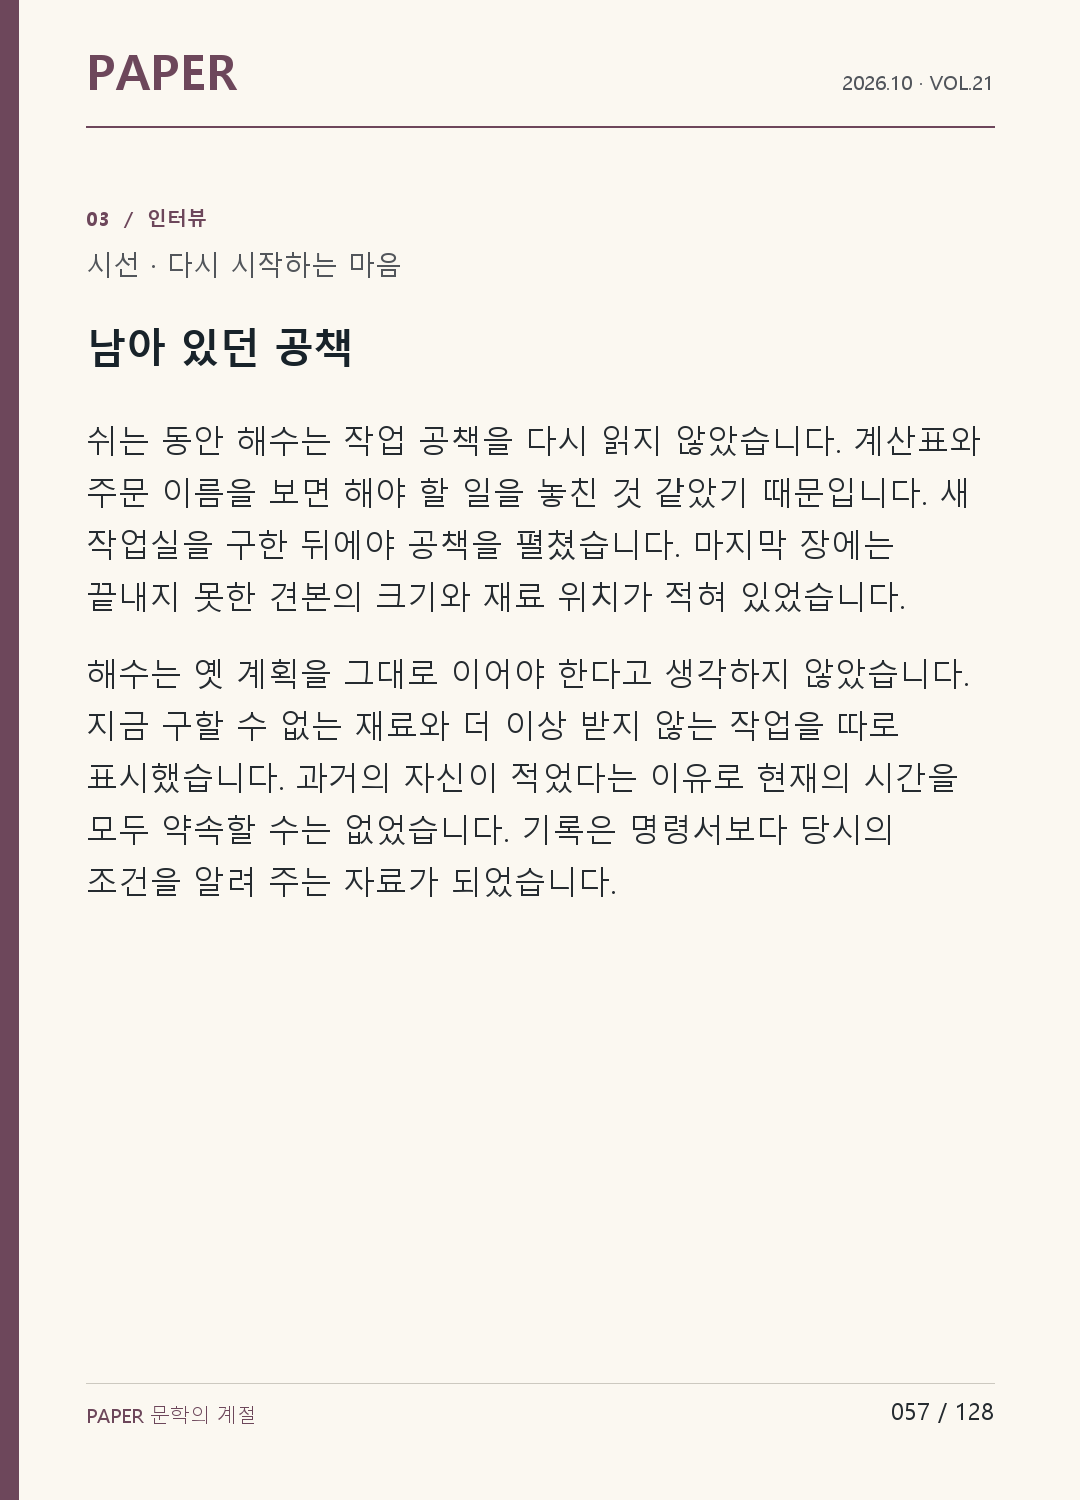 PAPER
2026.10 · VOL.21
03 / 인터뷰
시선 · 다시 시작하는 마음
남아 있던 공책
쉬는 동안 해수는 작업 공책을 다시 읽지 않았습니다. 계산표와
주문 이름을 보면 해야 할 일을 놓친 것 같았기 때문입니다. 새
작업실을 구한 뒤에야 공책을 펼쳤습니다. 마지막 장에는
끝내지 못한 견본의 크기와 재료 위치가 적혀 있었습니다.
해수는 옛 계획을 그대로 이어야 한다고 생각하지 않았습니다.
지금 구할 수 없는 재료와 더 이상 받지 않는 작업을 따로
표시했습니다. 과거의 자신이 적었다는 이유로 현재의 시간을
모두 약속할 수는 없었습니다. 기록은 명령서보다 당시의
조건을 알려 주는 자료가 되었습니다.
PAPER 문학의 계절
057 / 128